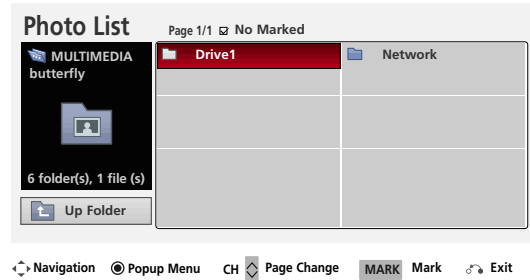 Photo List Page 1/1 No Marked
MULTIMEDIA
butterfly
Drive1 Network
6 folder(s), 1 file (s)
Up Folder
Navigation Popup Menu CH Page Change MARK Mark Exit